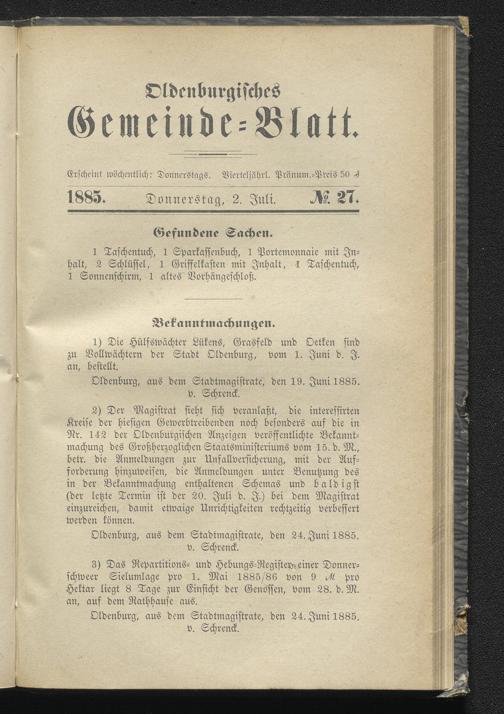 Oldenburgisches
Gemeinde=Blatt.
Erscheint wöchentlich: Donnerstags. Vierteljährl. Pränum.=Preis 50 ₰
1885. Donnerstag, 2. Juli. №. 27.
Gefundene Sachen.
1 Taschentuch, 1 Sparkassenbuch, 1 Portemonnaie mit In=
halt, 2 Schlüssel, 1 Griffelkasten mit Inhalt, 1 Taschentuch,
1 Sonnenschirm, 1 altes Vorhängeschloß.
Bekanntmachungen.
1) Die Hülfswächter Lükens, Grasfeld und Oetken sind
zu Vollwächtern der Stadt Oldenburg, vom 1. Juni d. J.
an, bestellt.
Oldenburg, aus dem Stadtmagistrate, den 19. Juni 1885.
v. Schrenck.
2) Der Magistrat sieht sich veranlaßt, die interessirten
Kreise der hiesigen Gewerbtreibenden noch besonders auf die in
Nr. 142 der Oldenburgischen Anzeigen veröffentlichte Bekannt=
machung des Großherzoglichen Staatsministeriums vom 15. d. M.,
betr. die Anmeldungen zur Unfallversicherung, mit der Auf=
forderung hinzuweisen, die Anmeldungen unter Benutzung des
in der Bekanntmachung enthaltenen Schemas und baldigst
(der letzte Termin ist der 20. Juli d. J.) bei dem Magistrat
einzureichen, damit etwaige Unrichtigkeiten rechtzeitig verbessert
werden können.
Oldenburg, aus dem Stadtmagistrate, den 24. Juni 1885.
v. Schrenck.
3) Das Repartitions= und Hebungs=Register einer Donner=
schweer Sielumlage pro 1. Mai 1885/86 von 9 ℳ pro
Hektar liegt 8 Tage zur Einsicht der Genossen, vom 28. d. M.
an, auf dem Rathhause aus.
Oldenburg, aus dem Stadtmagistrate, den 24. Juni 1885.
v. Schrenck.